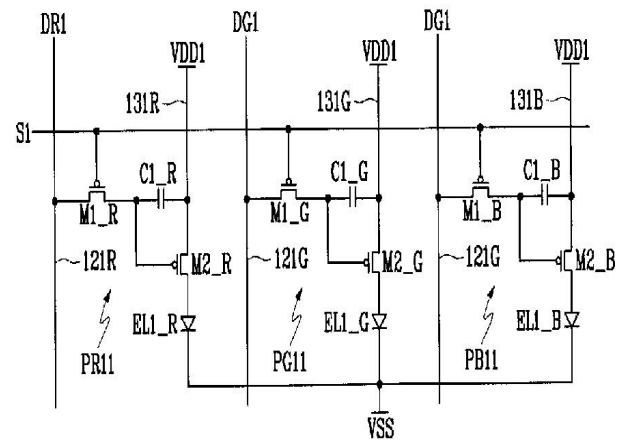 DR1 DG1 DG1
VDD1 VDD1 VDD1
131R 131G 131B
S1
C1_R C1_G C1_B
M1_R M1_G M1_B
121R M2_R 121G M2_G 121G M2_B
EL1_R EL1_G EL1_B
PR11 PG11 PB11
VSS